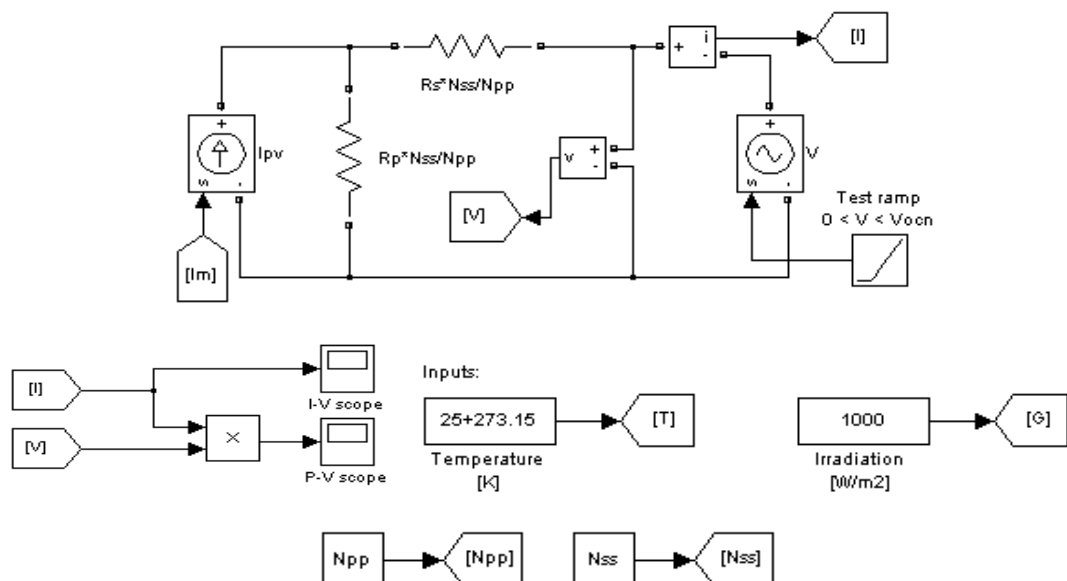 [I]
Rs*Nss/Npp
+ i -
+
Ipv
s -
Rp*Nss/Npp
v + -
+
V
s -
[V]
Test ramp
0 < V < Vocn
[Im]
[I]
I-V scope
[V]
×
P-V scope
Inputs:
25+273.15
[T]
Temperature
[K]
1000
[G]
Irradiation
[W/m2]
Npp
[Npp]
Nss
[Nss]